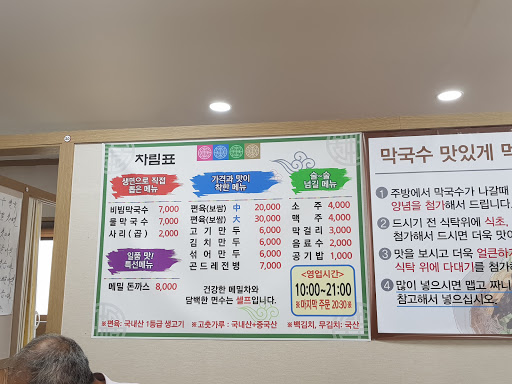 차림표
생면으로 직접
뽑은 메뉴
비빔막국수 7,000
물막국수 7,000
사리(곱) 2,000
일품 맛!
특선메뉴
메밀 돈까스 8,000
가격과 맛이
착한 메뉴
편육(보쌈) 中 20,000
편육(보쌈) 大 30,000
고기만두 6,000
김치만두 6,000
섞어만두 6,000
곤드레전병 7,000
건강한 메밀차와
담백한 면수는 셀프입니다.
술~술
넘길 메뉴
소주 4,000
맥주 4,000
막걸리 3,000
음료수 2,000
공기밥 1,000
<영업시간>
10:00~21:00
※마지막 주문 20:30※
※편육: 국내산 1등급 생고기 ※고춧가루 : 국내산+중국산 ※백김치, 무김치: 국산
막국수 맛있게 먹
1 주방에서 막국수가 나갈때
양념을 첨가해서 드립니다.
2 드시기 전 식탁위에 식초,
첨가해서 드시면 더욱 맛이
3 맛을 보시고 더욱 얼큰하게
식탁 위에 다대기를 첨가해
4 많이 넣으시면 맵고 짜니
참고해서 넣으십시오.